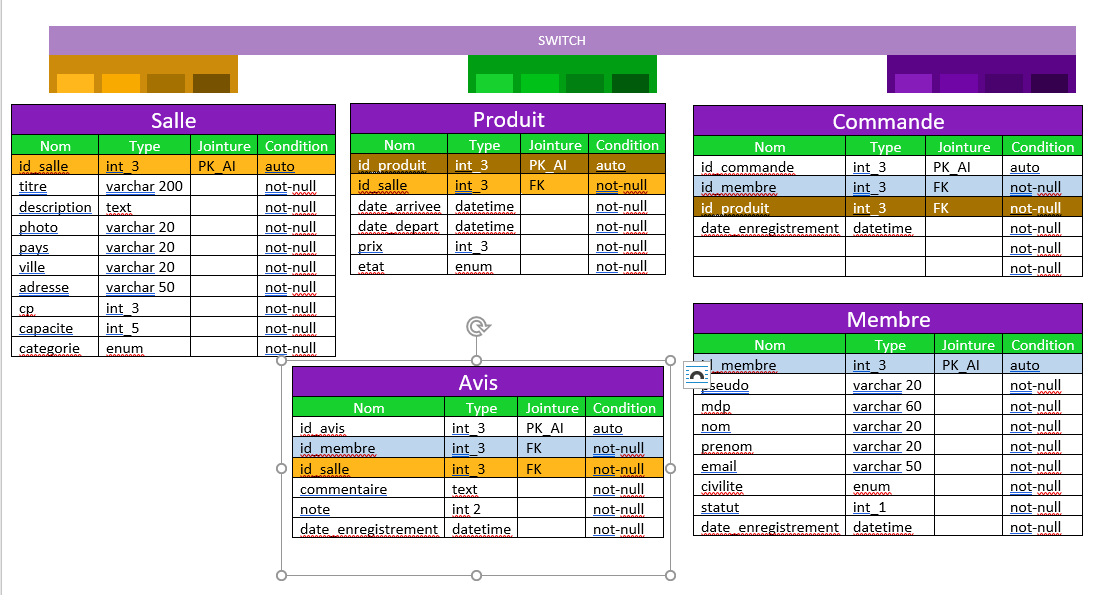 SWITCH
Salle
Nom Type Jointure Condition
id_salle int_3 PK_AI auto
titre varchar 200 not-null
description text not-null
photo varchar 20 not-null
pays varchar 20 not-null
ville varchar 20 not-null
adresse varchar 50 not-null
cp int_3 not-null
capacite int_5 not-null
categorie enum not-null
Produit
Nom Type Jointure Condition
id_produit int_3 PK_AI auto
id_salle int_3 FK not-null
date_arrivee datetime not-null
date_depart datetime not-null
prix int_3 not-null
etat enum not-null
Commande
Nom Type Jointure Condition
id_commande int_3 PK_AI auto
id_membre int_3 FK not-null
id_produit int_3 FK not-null
date_enregistrement datetime not-null
not-null
not-null
Avis
Nom Type Jointure Condition
id_avis int_3 PK_AI auto
id_membre int_3 FK not-null
id_salle int_3 FK not-null
commentaire text not-null
note int 2 not-null
date_enregistrement datetime not-null
Membre
Nom Type Jointure Condition
id_membre int_3 PK_AI auto
pseudo varchar 20 not-null
mdp varchar 60 not-null
nom varchar 20 not-null
prenom varchar 20 not-null
email varchar 50 not-null
civilite enum not-null
statut int_1 not-null
date_enregistrement datetime not-null